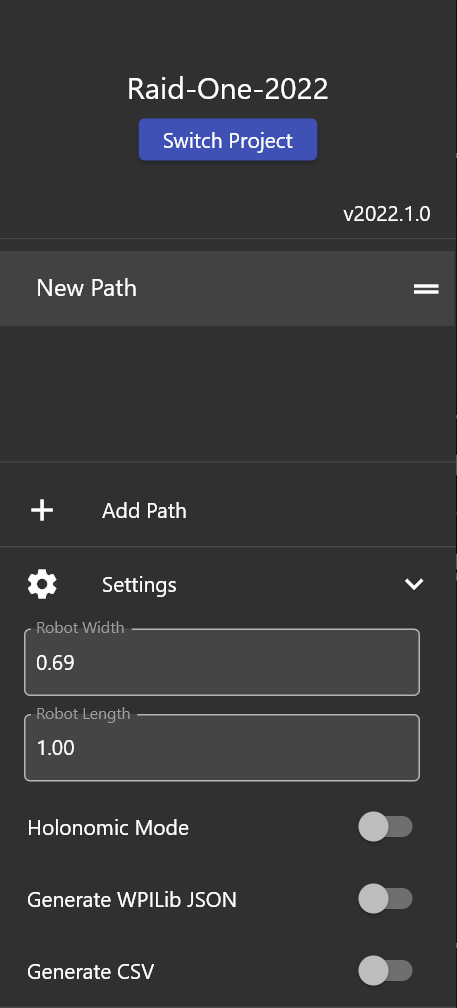 Raid-One-2022
Switch Project
v2022.1.0
New Path
Add Path
Settings
Robot Width
0.69
Robot Length
1.00
Holonomic Mode
Generate WPILib JSON
Generate CSV